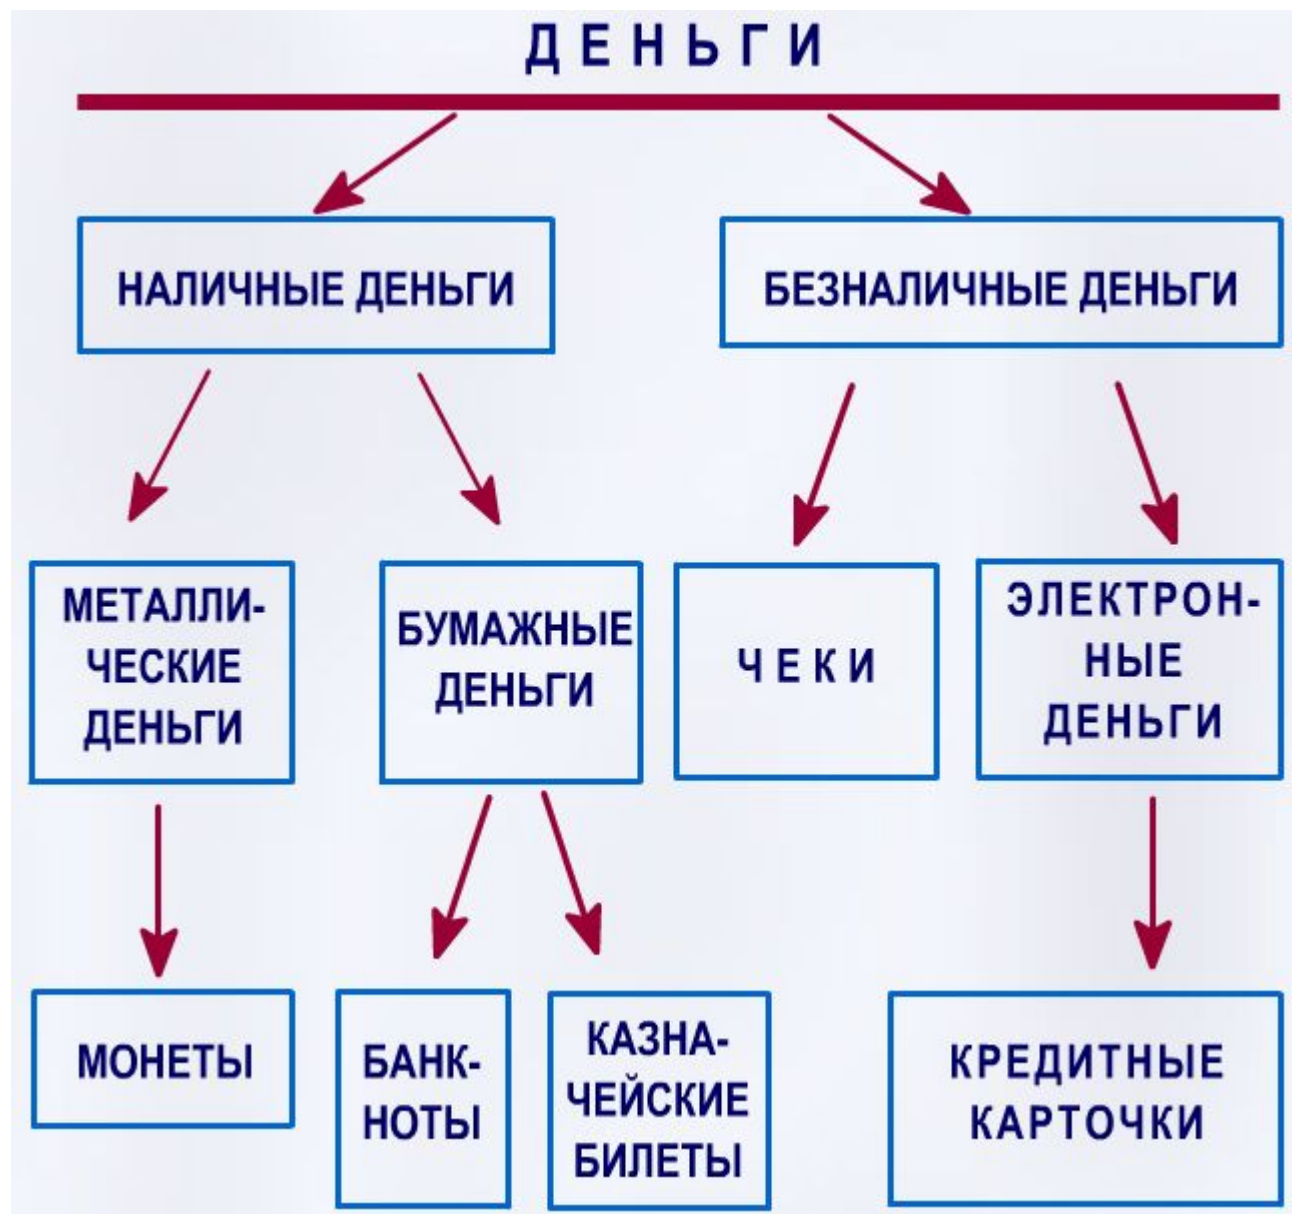 ДЕНЬГИ
НАЛИЧНЫЕ ДЕНЬГИ
БЕЗНАЛИЧНЫЕ ДЕНЬГИ
МЕТАЛЛИ-
ЧЕСКИЕ
ДЕНЬГИ
БУМАЖНЫЕ
ДЕНЬГИ
ЧЕКИ
ЭЛЕКТРОН-
НЫЕ
ДЕНЬГИ
МОНЕТЫ
БАНК-
НОТЫ
КАЗНА-
ЧЕЙСКИЕ
БИЛЕТЫ
КРЕДИТНЫЕ
КАРТОЧКИ